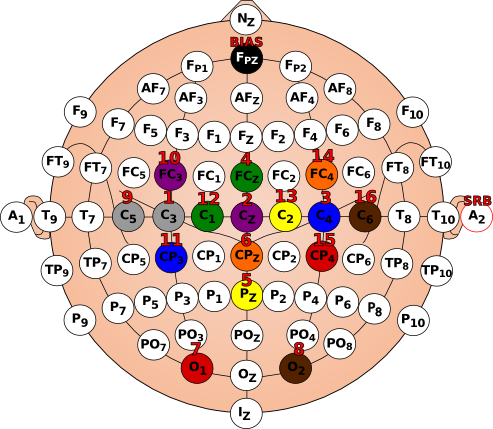 NZ
BIAS
FP1 FPZ FP2
AF7 AF3 AFZ AF4 AF8
F9 F7 F5 F3 F1 FZ F2 F4 F6 F8 F10
10 4 14
FT9 FT7 FC5 FC3 FC1 FCZ FC2 FC4 FC6 FT8 FT10
9 1 12 2 13 3 16 SRB
A1 T9 T7 C5 C3 C1 CZ C2 C4 C6 T8 T10 A2
11 6 15
TP9 TP7 CP5 CP3 CP1 CPZ CP2 CP4 CP6 TP8 TP10
5
P9 P7 P5 P3 P1 PZ P2 P4 P6 P8 P10
PO7 PO3 POZ PO4 PO8
7 8
O1 OZ O2
IZ